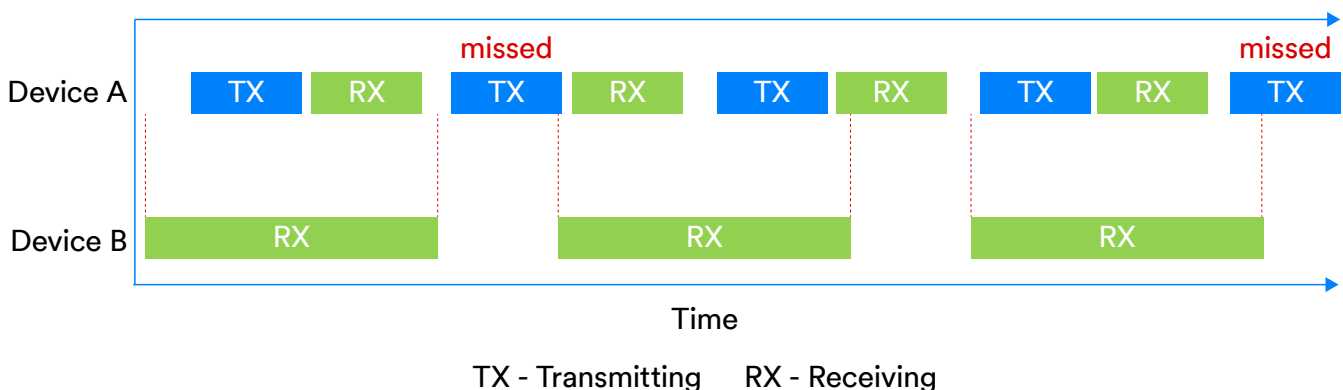 missed missed
Device A TX RX TX RX TX RX TX RX TX
Device B RX RX RX
Time
TX - Transmitting RX - Receiving